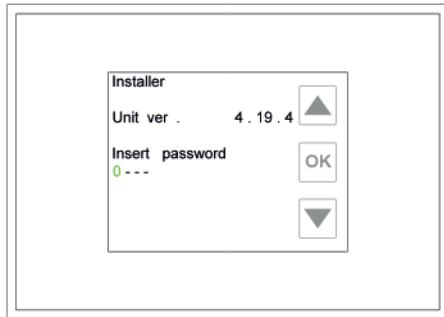 Installer
Unit ver . 4 . 19 . 4
Insert password
0 - - -
OK